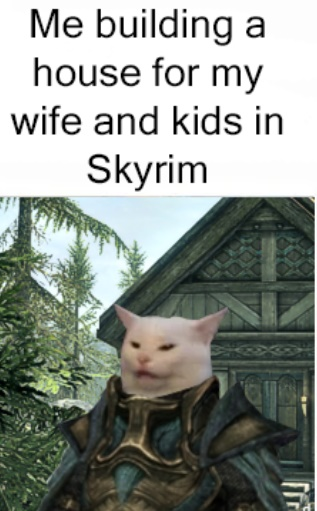 Me building a
house for my
wife and kids in
Skyrim